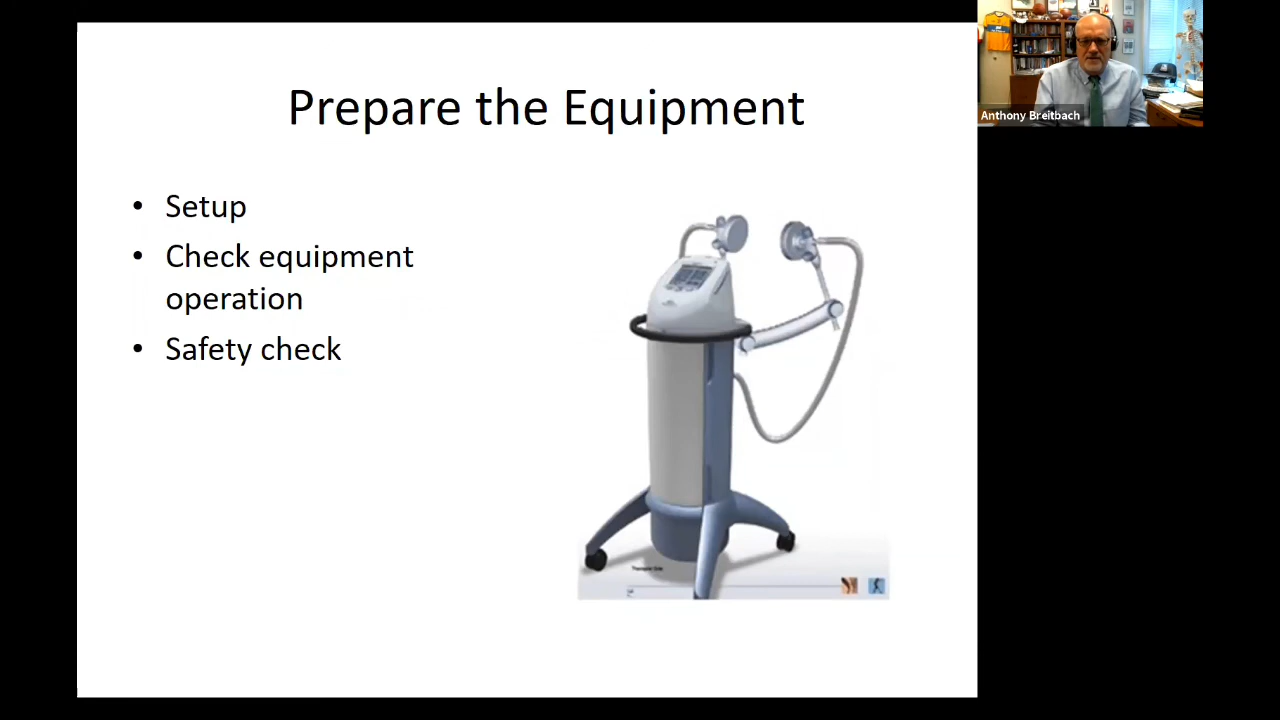 Prepare the Equipment
• Setup
• Check equipment
operation
• Safety check
Anthony Breitbach